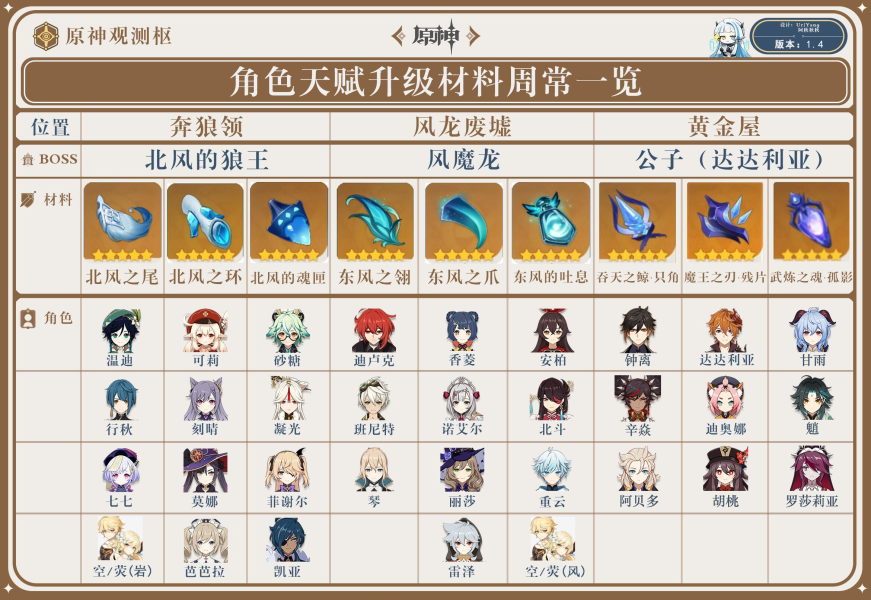 原神观测枢
原神
设计：UriYang
版本：1.4
角色天赋升级材料周常一览
位置 奔狼领 风龙废墟 黄金屋
BOSS 北风的狼王 风魔龙 公子（达达利亚）
材料
北风之尾 北风之环 北风的魂匣 东风之翎 东风之爪 东风的吐息 吞天之鲸·只角 魔王之刃·残片 武炼之魂·孤影
角色
温迪 可莉 砂糖 迪卢克 香菱 安柏 钟离 达达利亚 甘雨
行秋 刻晴 凝光 班尼特 诺艾尔 北斗 辛焱 迪奥娜 魈
七七 莫娜 菲谢尔 琴 丽莎 重云 阿贝多 胡桃 罗莎莉亚
空/荧(岩) 芭芭拉 凯亚 雷泽 空/荧(风)